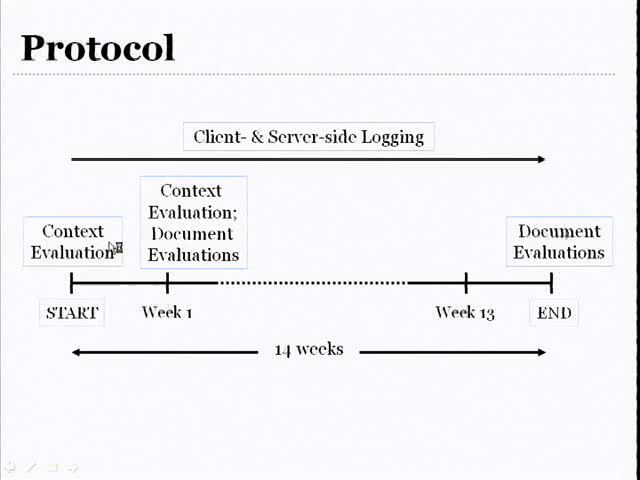 Protocol
Client- & Server-side Logging
Context
Evaluation;
Document
Evaluations
Context
Evaluation
Document
Evaluations
START
Week 1
Week 13
END
14 weeks